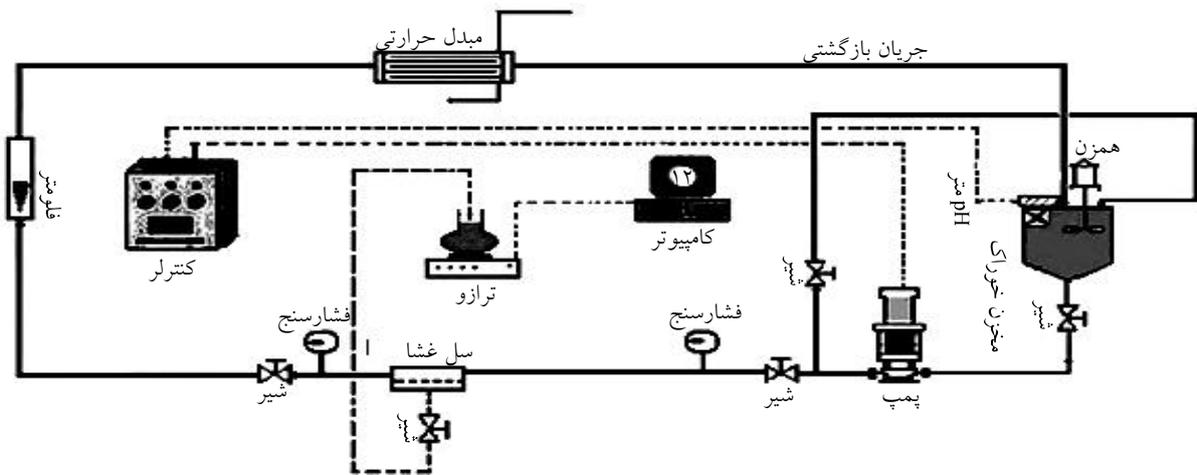 مبدل حرارتی
جریان بازگشتی
همزن
pH متر
فلومتر
۱۲
کنترلر
ترازو
کامپیوتر
شیر
مخزن خوراک
شیر
فشارسنج
ا
سل غشا
فشارسنج
شیر
شیر
شیر
پمپ